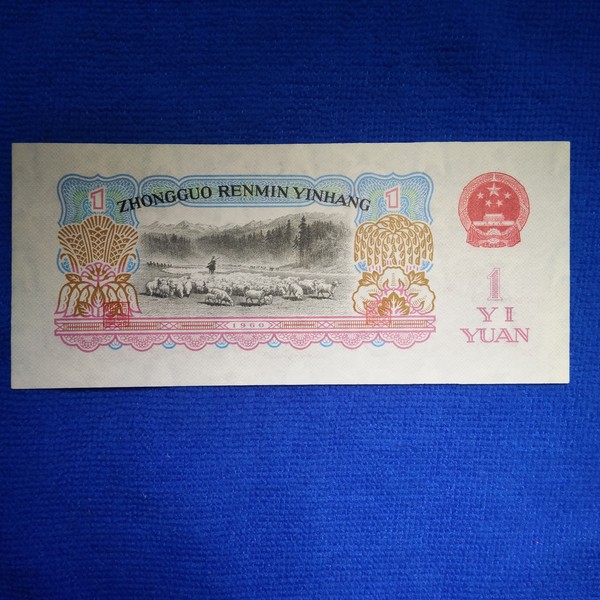 1 ZHONGGUO RENMIN YINHANG 1
1960
1
YI
YUAN